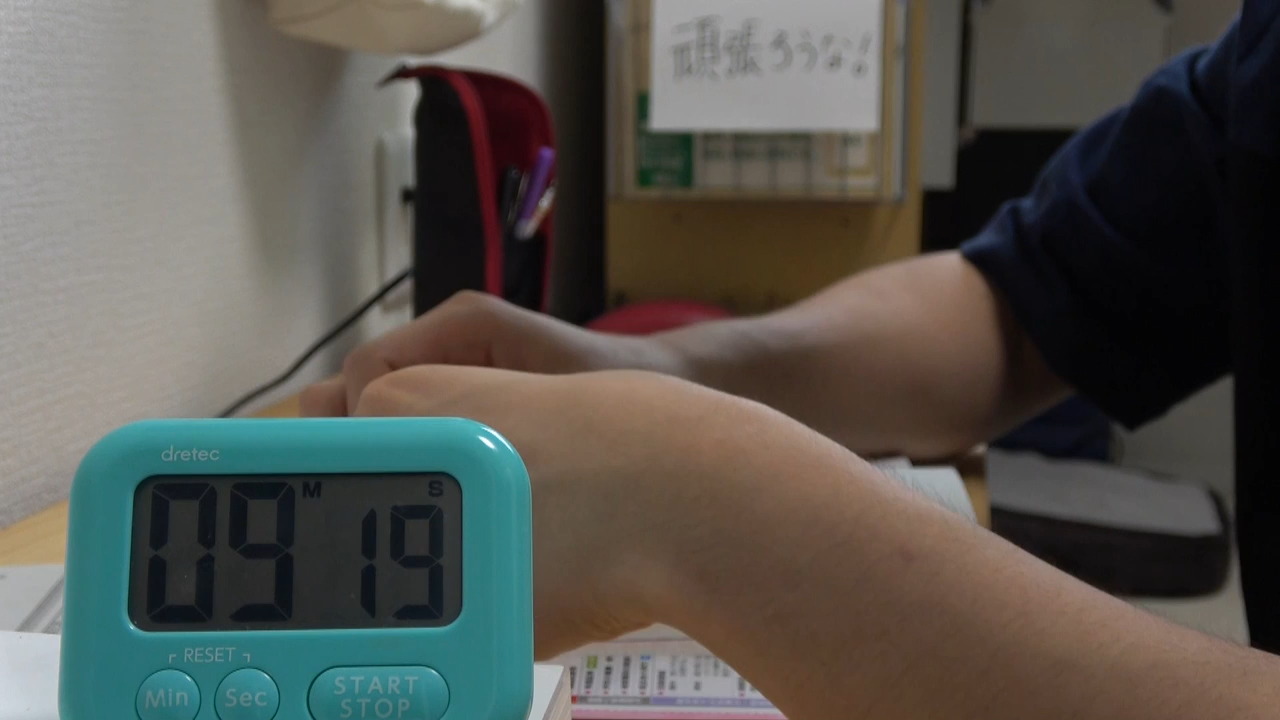 頑張ろうな!
dretec
09 M 19 S
RESET
Min Sec START
STOP